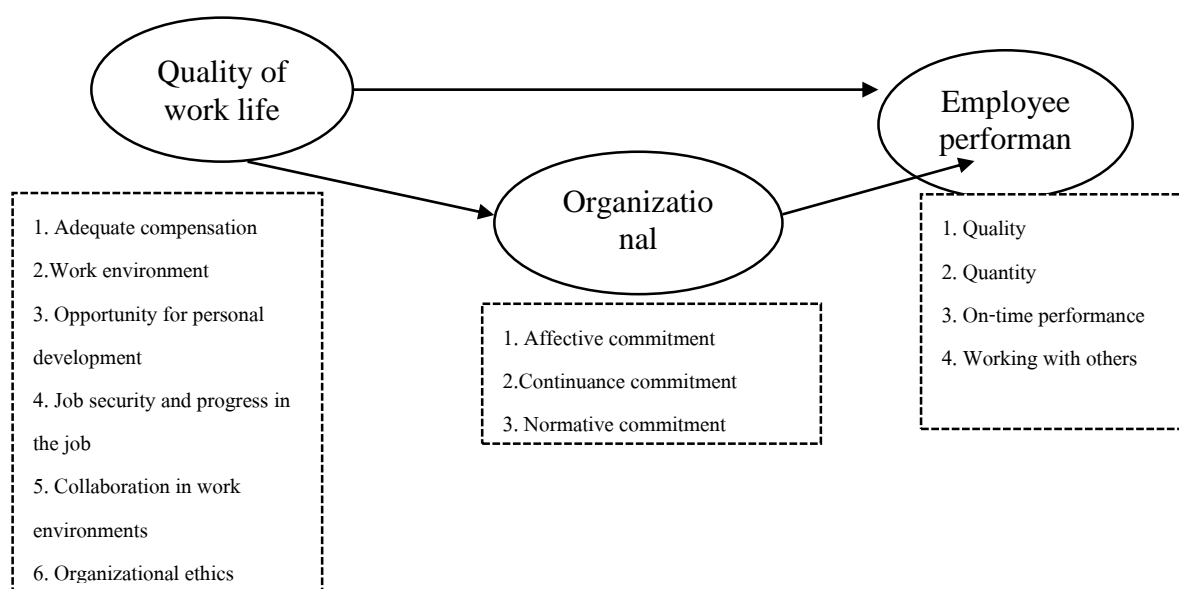 Quality of
work life
Employee
performan
Organizatio
nal
1. Adequate compensation
2.Work environment
3. Opportunity for personal
development
4. Job security and progress in
the job
5. Collaboration in work
environments
6. Organizational ethics
1. Affective commitment
2.Continuance commitment
3. Normative commitment
1. Quality
2. Quantity
3. On-time performance
4. Working with others